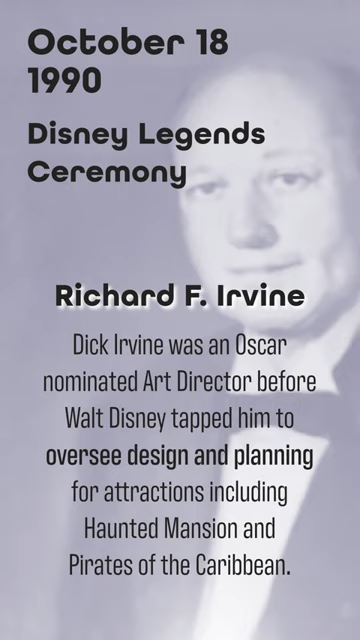 October 18
1990
Disney Legends
Ceremony
Richard F. Irvine
Dick Irvine was an Oscar
nominated Art Director before
Walt Disney tapped him to
oversee design and planning
for attractions including
Haunted Mansion and
Pirates of the Caribbean.